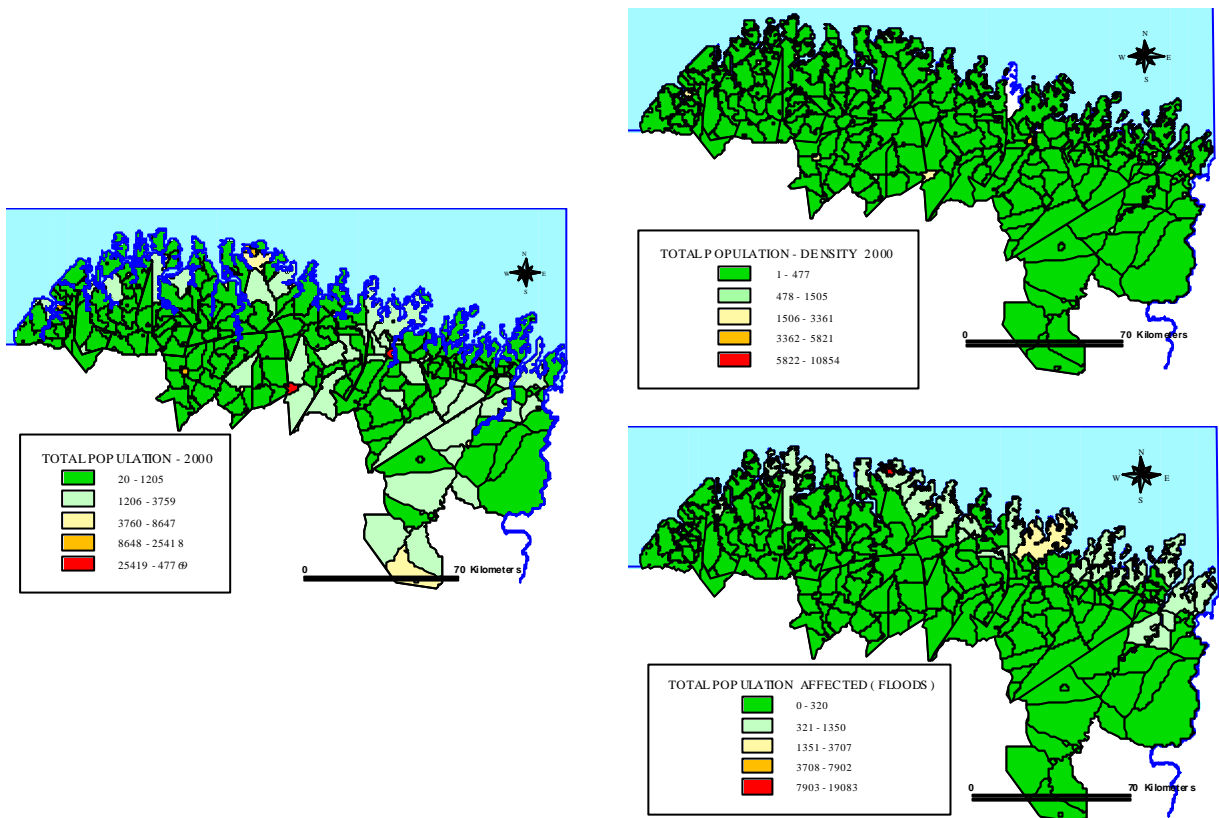 N
W E
S
TOTAL POPULATION - 2000
20 - 1205
1206 - 3759
3760 - 8647
8648 - 25418
25419 - 47769
0 70 Kilometers
N
W E
S
TOTAL POPULATION - DENSITY 2000
1 - 477
478 - 1505
1506 - 3361
3362 - 5821
5822 - 10854
0 70 Kilometers
N
W E
S
TOTAL POPULATION AFFECTED ( FLOODS )
0 - 320
321 - 1350
1351 - 3707
3708 - 7902
7903 - 19083
0 70 Kilometers